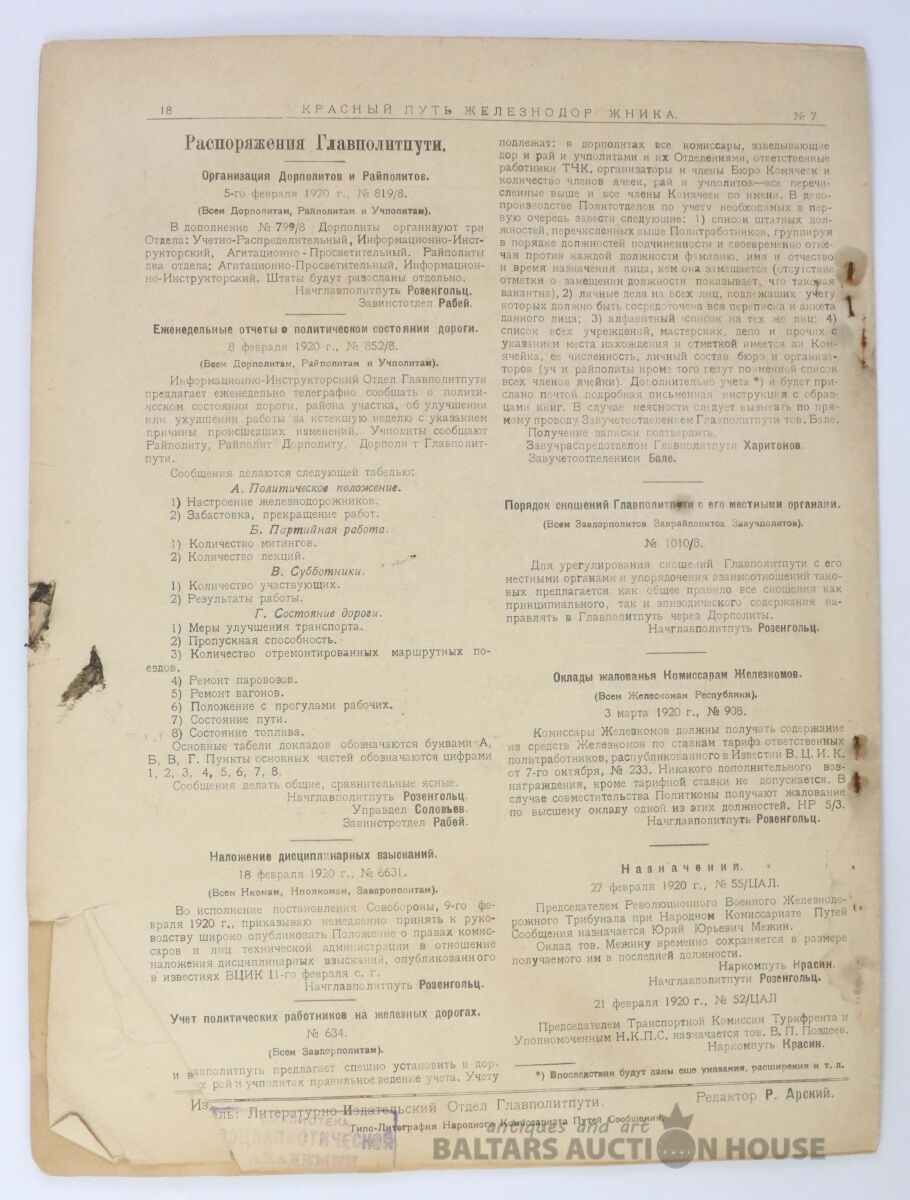 18
КРАСНЫЙ ПУТЬ ЖЕЛЕЗНОДОР ЖНИКА.
№ 7
Распоряжения Главполитпути.
Организация Дорполитов и Райполитов.
5-го февраля 1920 г., № 819/8.
(Всем Дорполитам, Райполитам и Учполитам).
В дополнение № 799/8 Дорполиты организуют три
Отдела: Учетно-Распределительный, Информационно-Инст-
рукторский, Агитационно-Просветительный. Райполиты
два отдела: Агитационно-Просветительный, Информацион-
но-Инструкторский. Штаты будут разосланы отдельно.
Начглавполитпуть Розенгольц.
Завинстотдел Рабей.
Еженедельные отчеты о политическом состоянии дороги.
8 февраля 1920 г., № 852/8.
(Всем Дорполитам, Райполитам и Учполитам).
Информационно-Инструкторский Отдел Главполитпути
предлагает еженедельно телеграфно сообщать о полити-
ческом состоянии дороги, района участка, об улучшении
или ухудшении работы за истекшую неделю с указанием
причины происшедших изменений. Учполиты сообщают
Райполиту, Райполит Дорполиту, Дорполи т Главполит-
пути.
Сообщения делаются следующей табелью:
А. Политическое положение.
1) Настроение железнодорожников.
2) Забастовка, прекращение работ.
Б. Партийная работа.
1) Количество митингов.
2) Количество лекций.
В. Субботники.
1) Количество участвующих.
2) Результаты работы.
Г. Состояние дороги.
1) Меры улучшения транспорта.
2) Пропускная способность.
3) Количество отремонтированных маршрутных по-
ездов.
4) Ремонт паровозов.
5) Ремонт вагонов.
6) Положение с прогулами рабочих.
7) Состояние пути.
8) Состояние топлива.
Основные табели докладов обозначаются буквами А,
Б, В, Г. Пункты основных частей обозначаются цифрами
1, 2, 3, 4, 5, 6, 7, 8.
Сообщения делать общие, сравнительные ясные.
Начглавполитпуть Розенгольц.
Управдел Соловьев.
Завинстротдел Рабей.
Наложение дисциплинарных взысканий.
18 февраля 1920 г., № 6631.
(Всем Нкомам, Нполкомам, Завдрополитам).
Во исполнение постановления Совобороны, 9-го фе-
враля 1920 г., приказываю немедленно принять к руко-
водству широко опубликовать Положение о правах комис-
саров и лиц технической администрации в отношение
наложения дисциплинарных взысканий, опубликованного
в известиях ВЦИК 11-го февраля с. г.
Начглавполитпуть Розенгольц.
Учет политических работников на железных дорогах.
№ 634.
(Всем Завдорполитам).
авполитпуть предлагает спешно установить в дор.
и рай и учполитах правильное ведение учета. Учету
подлежат: в дорполитах все комиссары, заведывающие
дор и рай и учполитами и их Отделениями, ответственные
работники ТЧК, организаторы и члены Бюро Комячеек и
количество членов ячеек, рай и учполитов—все перечи-
сленные выше и все члены Комячеек по имени. В дело-
производстве Политотделов по учету необходимых в пер-
вую очередь завести следующие: 1) список штатных дол-
жностей, перечисленных выше Политработников, группируя
в порядке должностей подчиненности и своевременно отме-
чая против каждой должности фамилию, имя и отчество
и время назначения лица, кем она замещается (отсутствие
отметки о замещении должности показывает, что таковая
вакантна), 2) личные дела на всех лиц, подлежащих учету
которых должно быть сосредоточена вся переписка и анкета
данного лица; 3) алфавитный список на тех же лиц; 4)
список всех учреждений, мастерских, депо и прочих с
указанием места нахождения и отметкой имеется ли Ком-
ячейка, ее численность, личный состав бюро и организа-
торов (уч и райполиты кроме того ведут поименной список
всех членов ячейки). Дополнительно учета *) и будет при-
слано почтой подробная письменная инструкция с образ-
цами книг. В случае неясности следует вызывать по пря-
мому проводу Завучетоотделением Главполитпути тов. Бале.
Получение записки подтвердить.
Завучраспредотделом Главполитпути Харитонов.
Завучетоотделением Бале.
Порядок сношений Главполитпути с его местными органами.
(Всем Завдорполитов Заврайполитов Завучполитов).
№ 1010/8.
Для урегулирования сношений Главполитпути с его
местными органами и упорядочения взаимоотношений тако-
вых предлагается как общее правило все сношения как
принципиального, так и эпизодического содержания на-
правлять в Главполитпуть через Дорполиты.
Начглавполитпуть Розенгольц.
Оклады жалованья Комиссарам Железкомов.
(Всем Желескомам Республики).
3 марта 1920 г., № 908.
Комиссары Железкомов должны получать содержание
из средств Железкомов по ставкам тарифа ответственных
политработников, распубликованного в Известии В. Ц. И. К.
от 7-го октября, № 233. Никакого дополнительного воз-
награждения, кроме тарифной ставки не допускается. В
случае совместительства Политкомы получают жалование
по высшему окладу одной из этих должностей. НР 5/3.
Начглавполитпуть Розенгольц.
Назначения.
27 февраля 1920 г., № 55/ЦАЛ.
Председателем Революционного Военного Железнодо-
рожного Трибунала при Народном Комиссариате Путей
Сообщения назначается Юрий Юрьевич Межин.
Оклад тов. Межину временно сохраняется в размере
получаемого им в последней должности.
Наркомпуть Красин.
Начглавполитпуть Розенгольц.
21 февраля 1920 г., № 52/ЦАЛ
Председателем Транспортной Комиссии Туркфрента и
Уполномоченным Н.К.П.С. назначается тов. В. П. Поздеев.
Наркомпуть Красин.
*) Впоследствии будут даны еще указания, расширения и т. д.
Из
ль: Литературно-Издательский Отдел Главполитпути.
Редактор Р. Арский.
Типо-Литография Народного Комиссариата Путей Сообщения.
БИБЛИОТЕКА
antiques and art
BALTARS AUCTION HOUSE